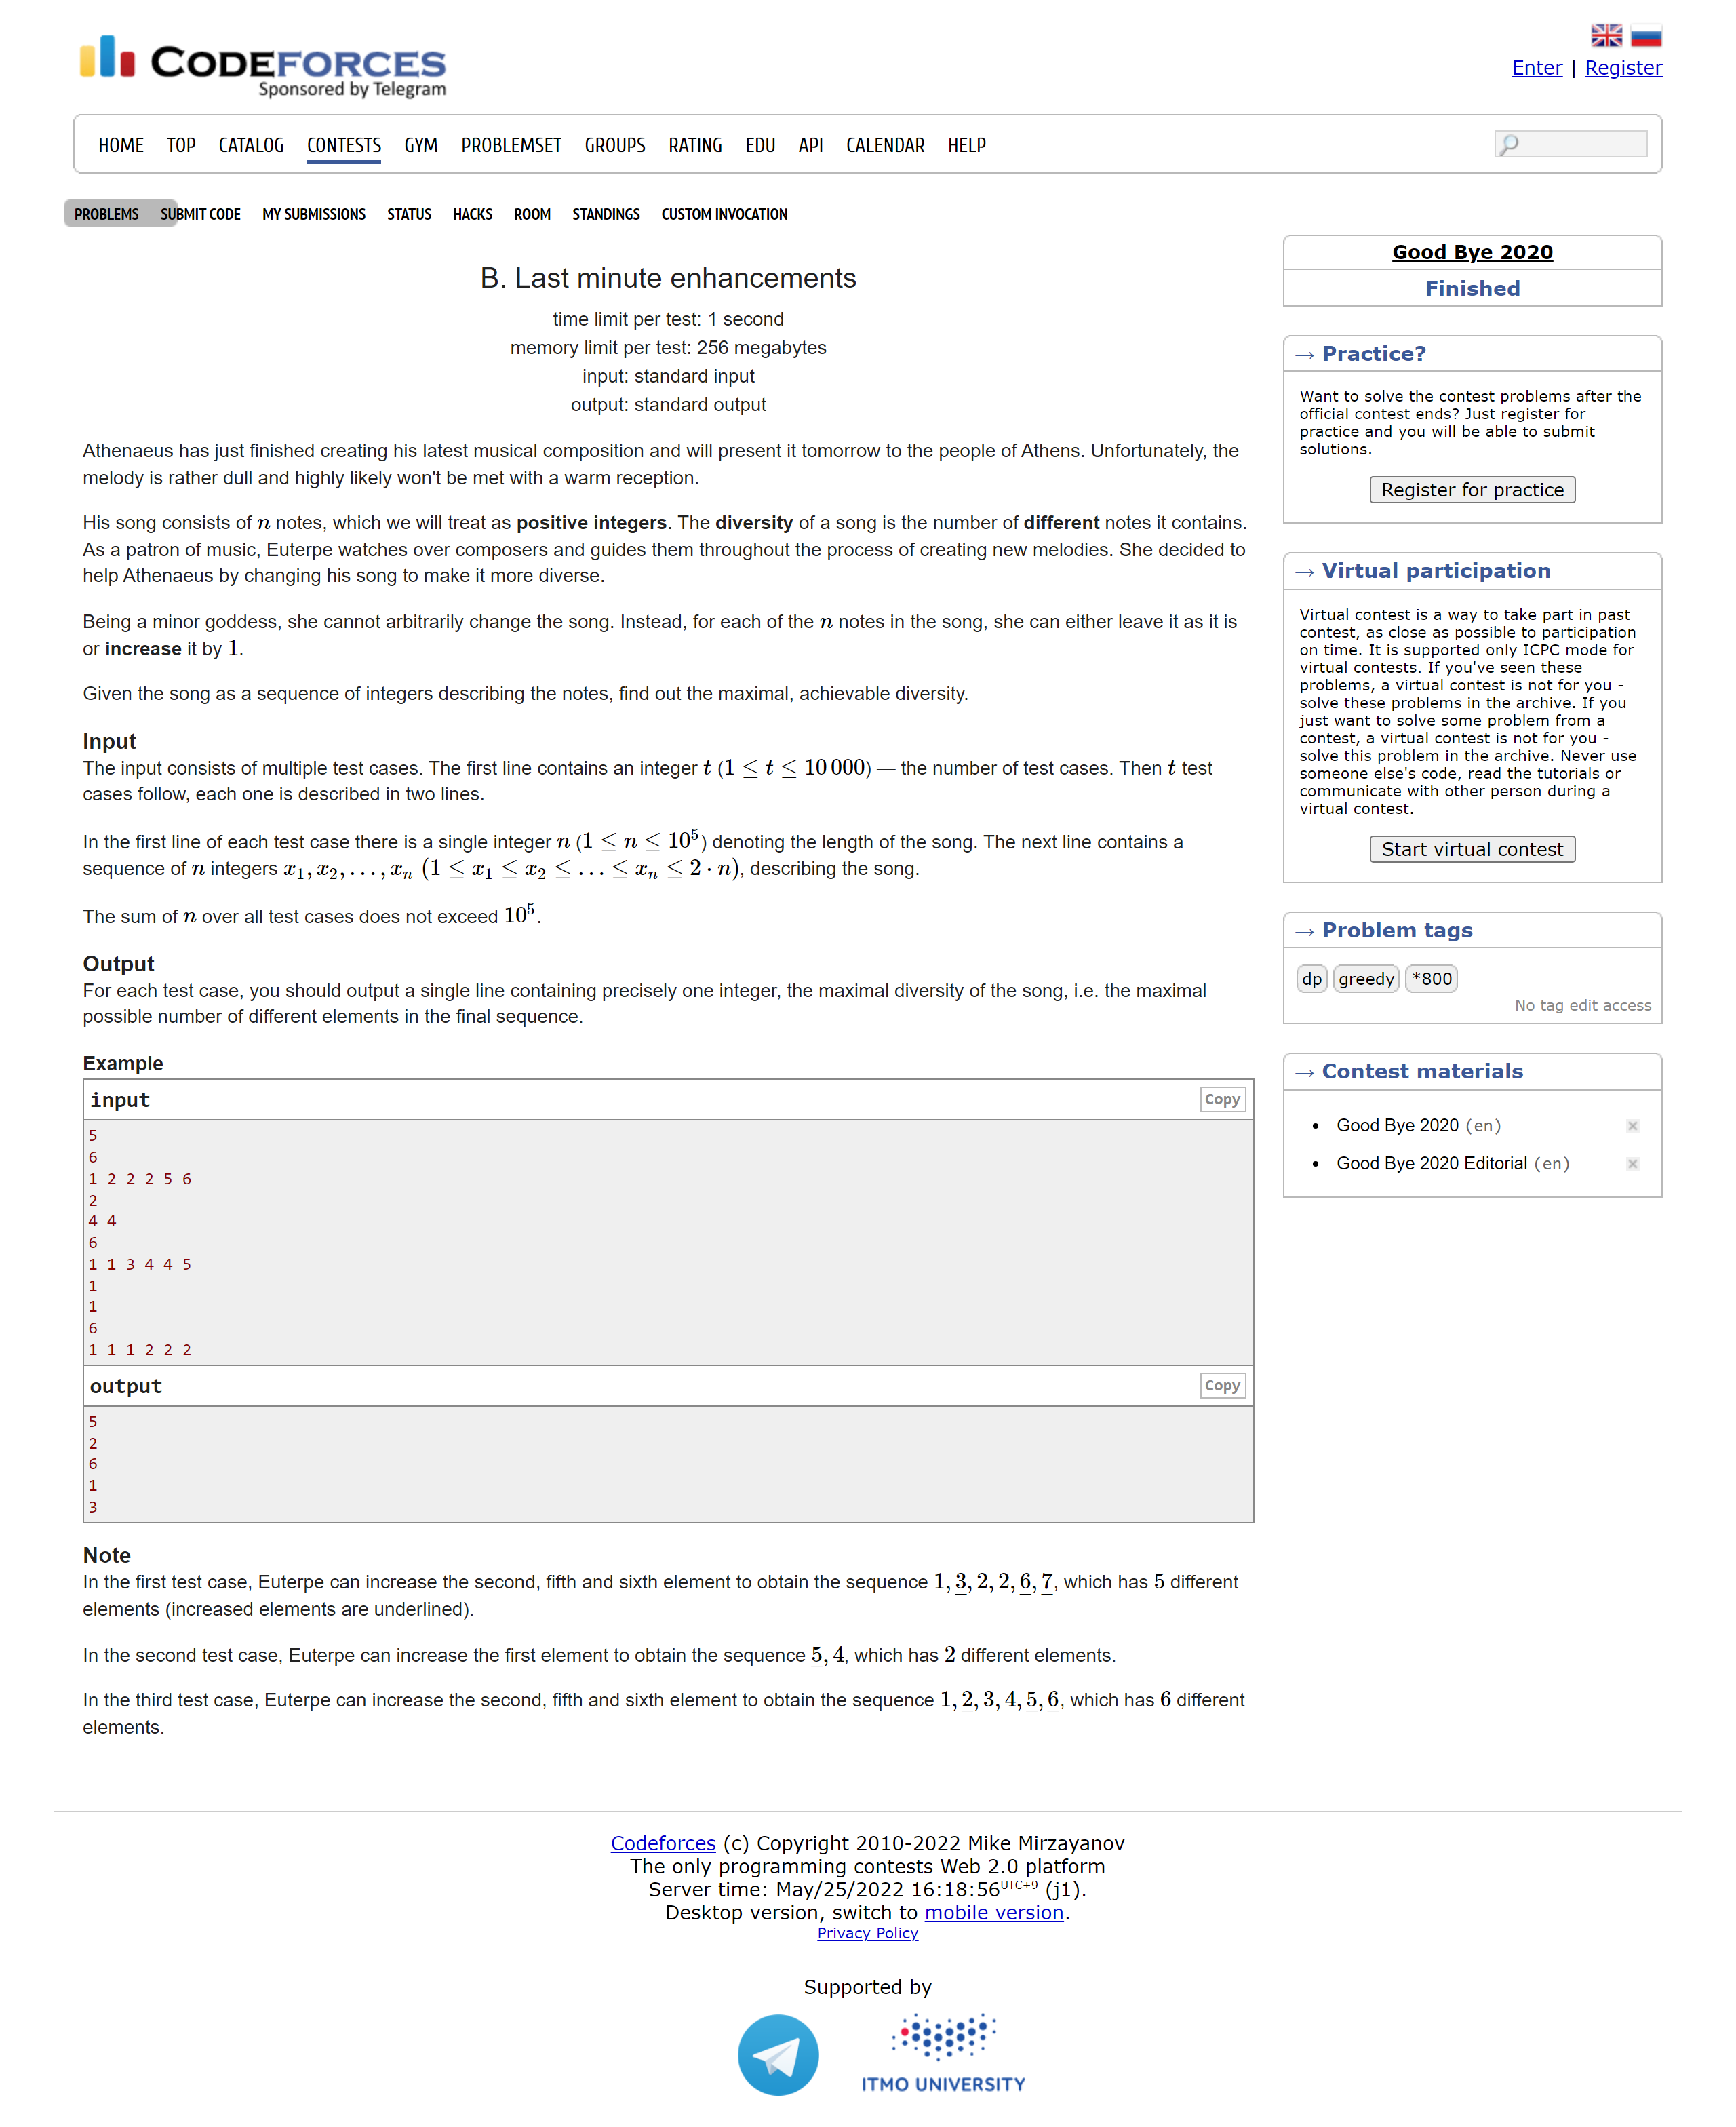 CODEFORCES
Sponsored by Telegram
Enter | Register
HOME TOP CATALOG CONTESTS GYM PROBLEMSET GROUPS RATING EDU API CALENDAR HELP
PROBLEMS SUBMIT CODE MY SUBMISSIONS STATUS HACKS ROOM STANDINGS CUSTOM INVOCATION
B. Last minute enhancements
time limit per test: 1 second
memory limit per test: 256 megabytes
input: standard input
output: standard output
Athenaeus has just finished creating his latest musical composition and will present it tomorrow to the people of Athens. Unfortunately, the
melody is rather dull and highly likely won't be met with a warm reception.
His song consists of n notes, which we will treat as positive integers. The diversity of a song is the number of different notes it contains.
As a patron of music, Euterpe watches over composers and guides them throughout the process of creating new melodies. She decided to
help Athenaeus by changing his song to make it more diverse.
Being a minor goddess, she cannot arbitrarily change the song. Instead, for each of the n notes in the song, she can either leave it as it is
or increase it by 1.
Given the song as a sequence of integers describing the notes, find out the maximal, achievable diversity.
Input
The input consists of multiple test cases. The first line contains an integer t (1 ≤ t ≤ 10 000) — the number of test cases. Then t test
cases follow, each one is described in two lines.
In the first line of each test case there is a single integer n (1 ≤ n ≤ 10⁵) denoting the length of the song. The next line contains a
sequence of n integers x₁, x₂, …, xₙ (1 ≤ x₁ ≤ x₂ ≤ … ≤ xₙ ≤ 2 · n), describing the song.
The sum of n over all test cases does not exceed 10⁵.
Output
For each test case, you should output a single line containing precisely one integer, the maximal diversity of the song, i.e. the maximal
possible number of different elements in the final sequence.
Example
input
Copy
5
6
1 2 2 2 5 6
2
4 4
6
1 1 3 4 4 5
1
1
6
1 1 1 2 2 2
output
Copy
5
2
6
1
3
Note
In the first test case, Euterpe can increase the second, fifth and sixth element to obtain the sequence 1, 3, 2, 2, 6, 7, which has 5 different
elements (increased elements are underlined).
In the second test case, Euterpe can increase the first element to obtain the sequence 5, 4, which has 2 different elements.
In the third test case, Euterpe can increase the second, fifth and sixth element to obtain the sequence 1, 2, 3, 4, 5, 6, which has 6 different
elements.
Good Bye 2020
Finished
→ Practice?
Want to solve the contest problems after the
official contest ends? Just register for
practice and you will be able to submit
solutions.
Register for practice
→ Virtual participation
Virtual contest is a way to take part in past
contest, as close as possible to participation
on time. It is supported only ICPC mode for
virtual contests. If you've seen these
problems, a virtual contest is not for you -
solve these problems in the archive. If you
just want to solve some problem from a
contest, a virtual contest is not for you -
solve this problem in the archive. Never use
someone else's code, read the tutorials or
communicate with other person during a
virtual contest.
Start virtual contest
→ Problem tags
dp greedy *800
No tag edit access
→ Contest materials
• Good Bye 2020 (en)
• Good Bye 2020 Editorial (en)
Codeforces (c) Copyright 2010-2022 Mike Mirzayanov
The only programming contests Web 2.0 platform
Server time: May/25/2022 16:18:56 UTC+9 (j1).
Desktop version, switch to mobile version.
Privacy Policy
Supported by
ITMO UNIVERSITY